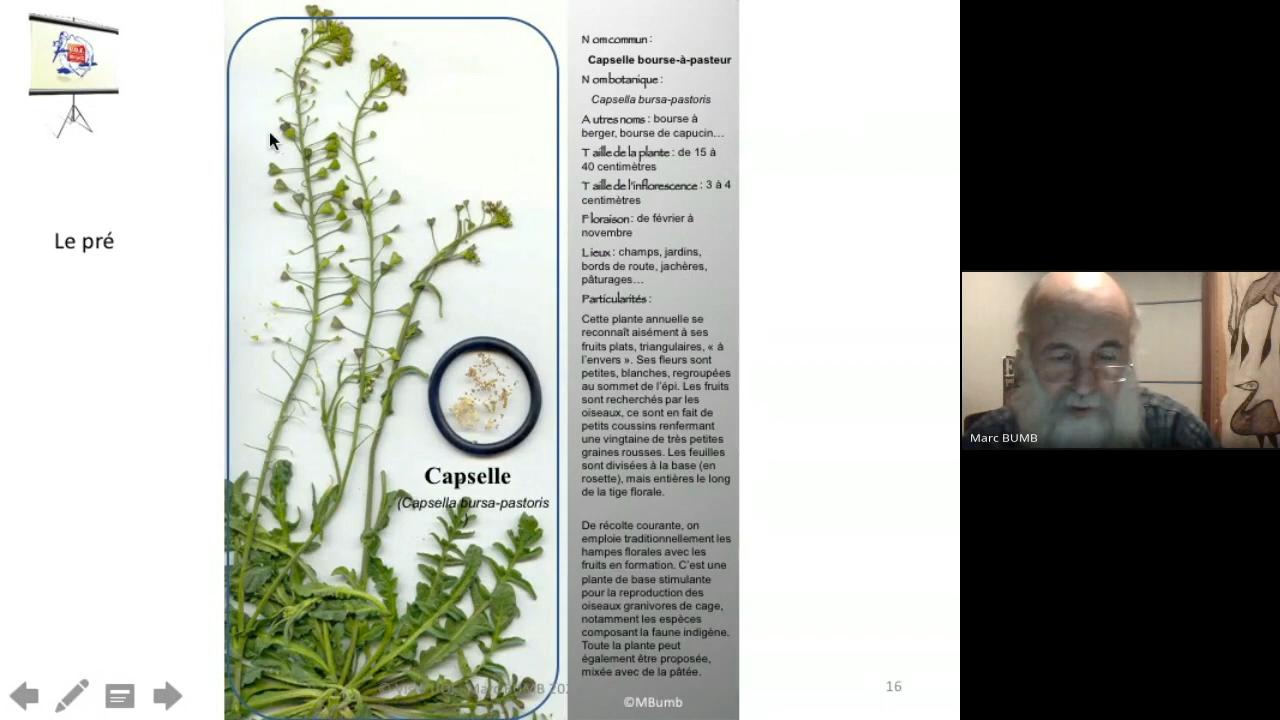 Le pré
Capselle
(Capsella bursa-pastoris
)
Nom commun :
Capselle bourse-à-pasteur
Nom botanique :
Capsella bursa-pastoris
Autres noms : bourse à
berger, bourse de capucin…
Taille de la plante : de 15 à
40 centimètres
Taille de l'inflorescence : 3 à 4
centimètres
Floraison : de février à
novembre
Lieux : champs, jardins,
bords de route, jachères,
pâturages…
Particularités :
Cette plante annuelle se
reconnaît aisément à ses
fruits plats, triangulaires, « à
l'envers ». Ses fleurs sont
petites, blanches, regroupées
au sommet de l'épi. Les fruits
sont recherchés par les
oiseaux, ce sont en fait de
petits coussins renfermant
une vingtaine de très petites
graines rousses. Les feuilles
sont divisées à la base (en
rosette), mais entières le long
de la tige florale.
De récolte courante, on
emploie traditionnellement les
hampes florales avec les
fruits en formation. C'est une
plante de base stimulante
pour la reproduction des
oiseaux granivores de cage,
notamment les espèces
composant la faune indigène.
Toute la plante peut
également être proposée,
mixée avec de la pâtée.
©MBumb
Marc BUMB
16
Marc BUMB